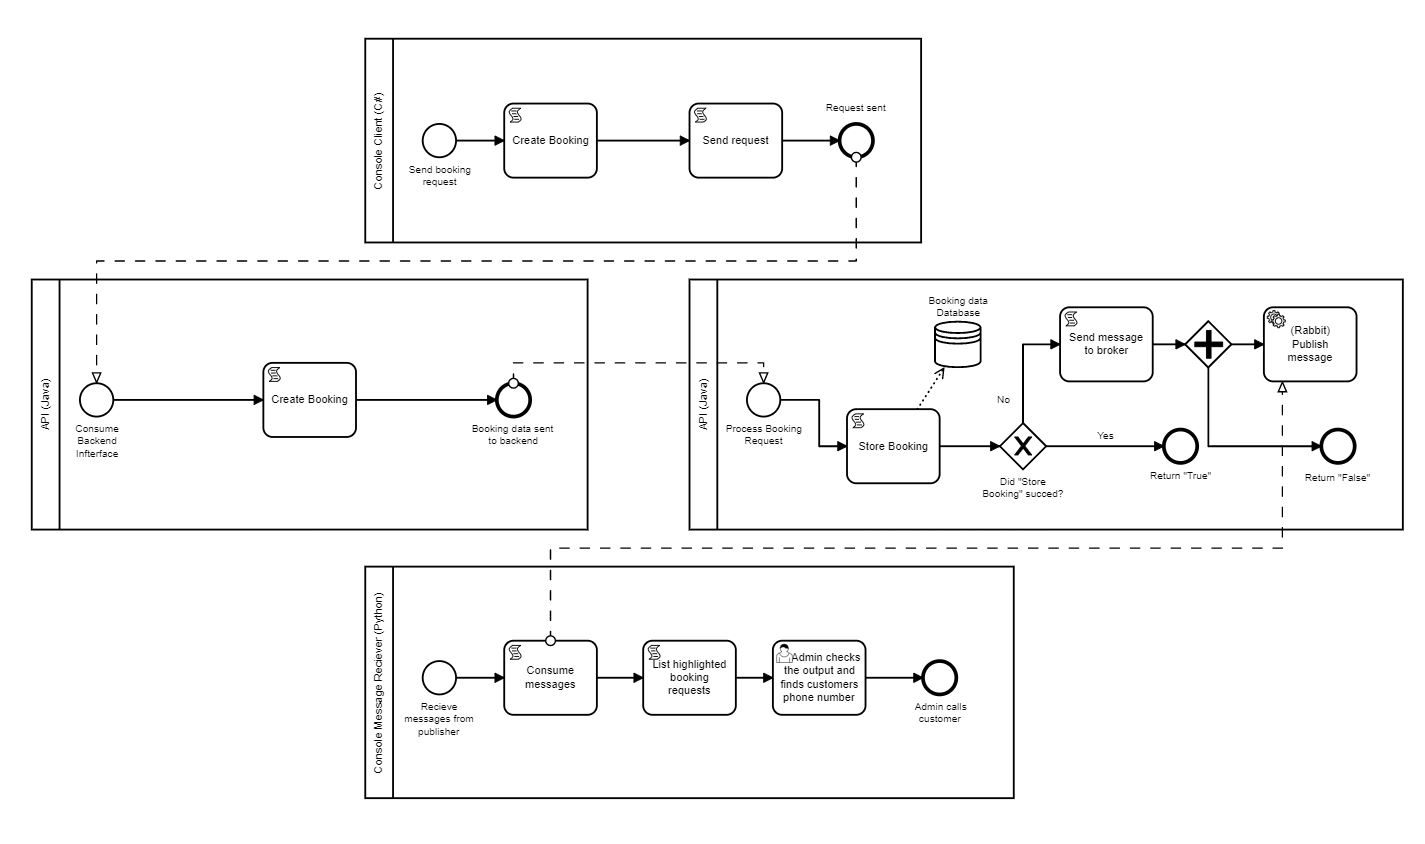 Console Client (C#)
Send booking
request
Create Booking
Send request
Request sent
API (Java)
Consume
Backend
Infterface
Create Booking
Booking data sent
to backend
API (Java)
Process Booking
Request
Booking data
Database
Store Booking
Did "Store
Booking" succed?
No
Yes
Send message
to broker
(Rabbit)
Publish
message
Return "True"
Return "False"
Console Message Reciever (Python)
Recieve
messages from
publisher
Consume
messages
List highlighted
booking
requests
Admin checks
the output and
finds customers
phone number
Admin calls
customer